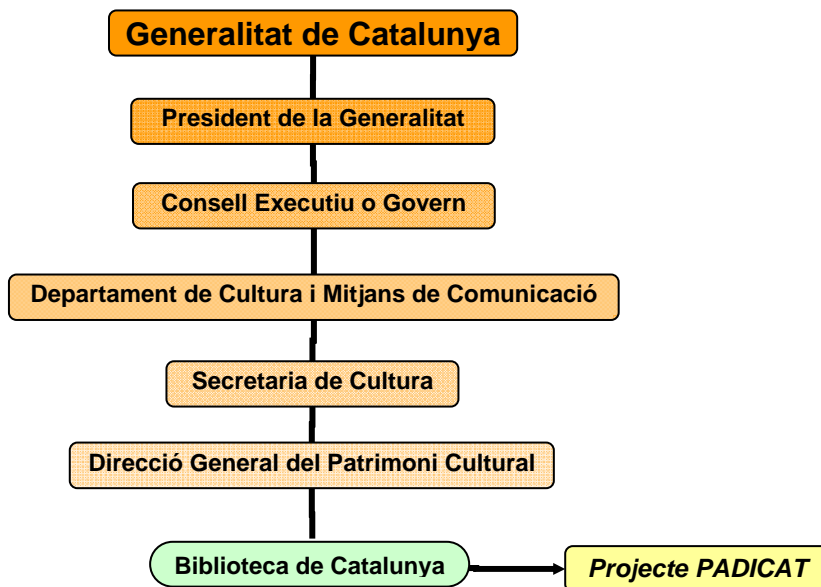 Generalitat de Catalunya
President de la Generalitat
Consell Executiu o Govern
Departament de Cultura i Mitjans de Comunicació
Secretaria de Cultura
Direcció General del Patrimoni Cultural
Biblioteca de Catalunya
Projecte PADICAT